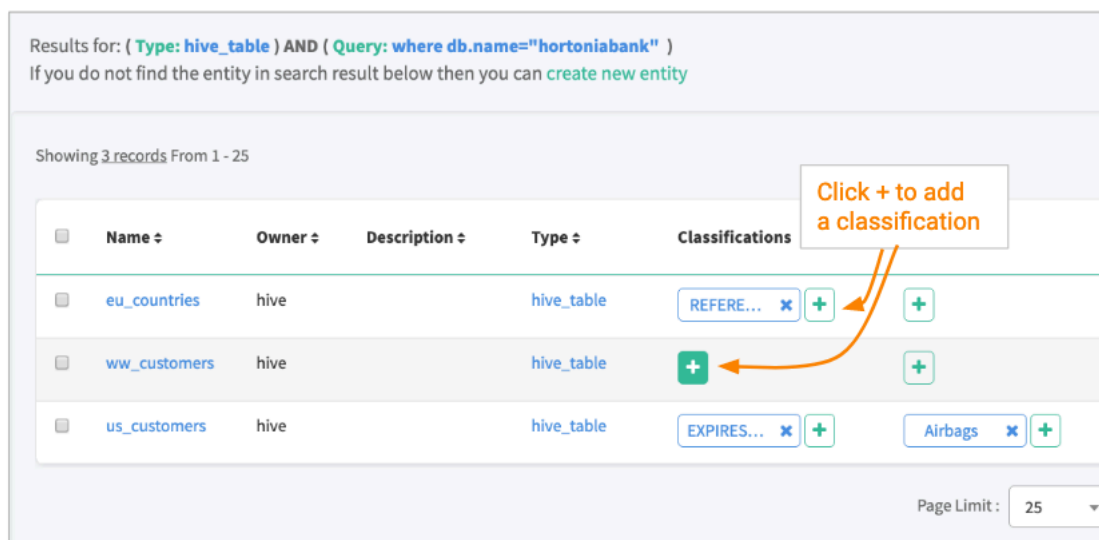 Results for: ( Type: hive_table ) AND ( Query: where db.name="hortoniabank" )
If you do not find the entity in search result below then you can create new entity
Showing 3 records From 1 - 25
Click + to add
a classification
Name Owner Description Type Classifications
eu_countries hive hive_table REFERE... × + +
ww_customers hive hive_table + +
us_customers hive hive_table EXPIRES... × + Airbags × +
Page Limit : 25